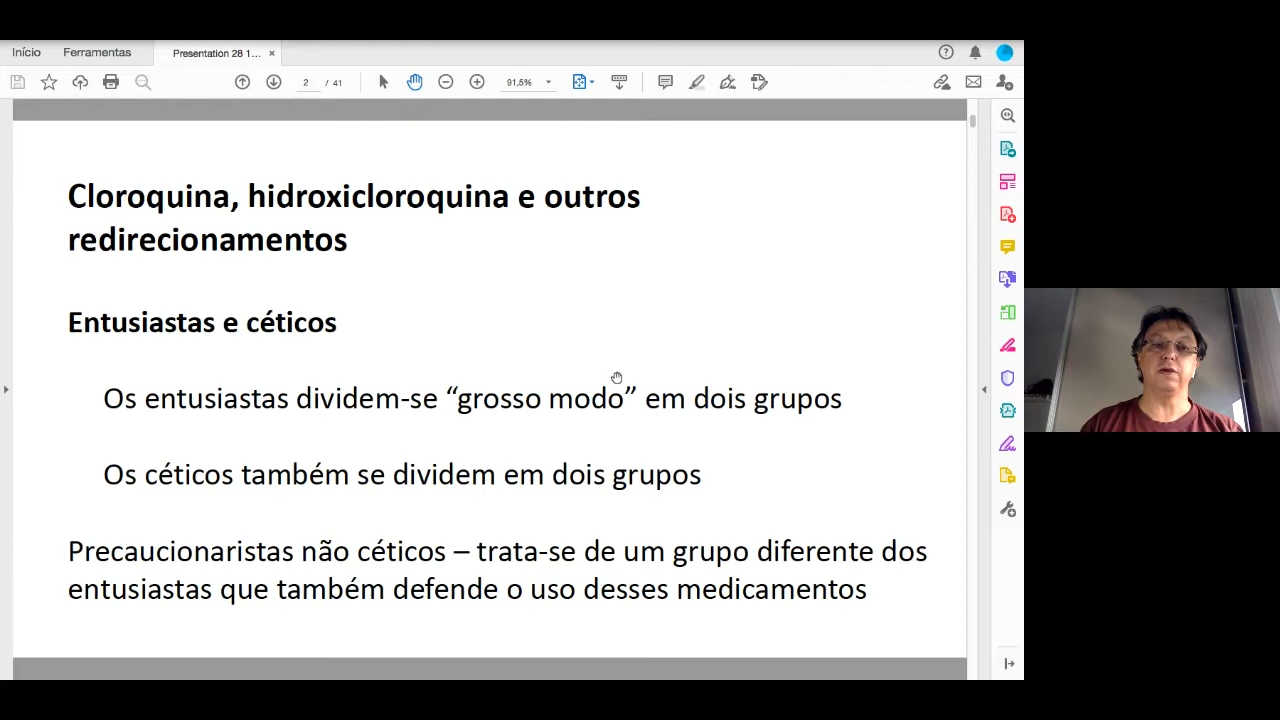 Início Ferramentas Presentation 28 1... ×
2 / 41 91,5%
Cloroquina, hidroxicloroquina e outros
redirecionamentos
Entusiastas e céticos
Os entusiastas dividem-se “grosso modo” em dois grupos
Os céticos também se dividem em dois grupos
Precaucionaristas não céticos – trata-se de um grupo diferente dos
entusiastas que também defende o uso desses medicamentos